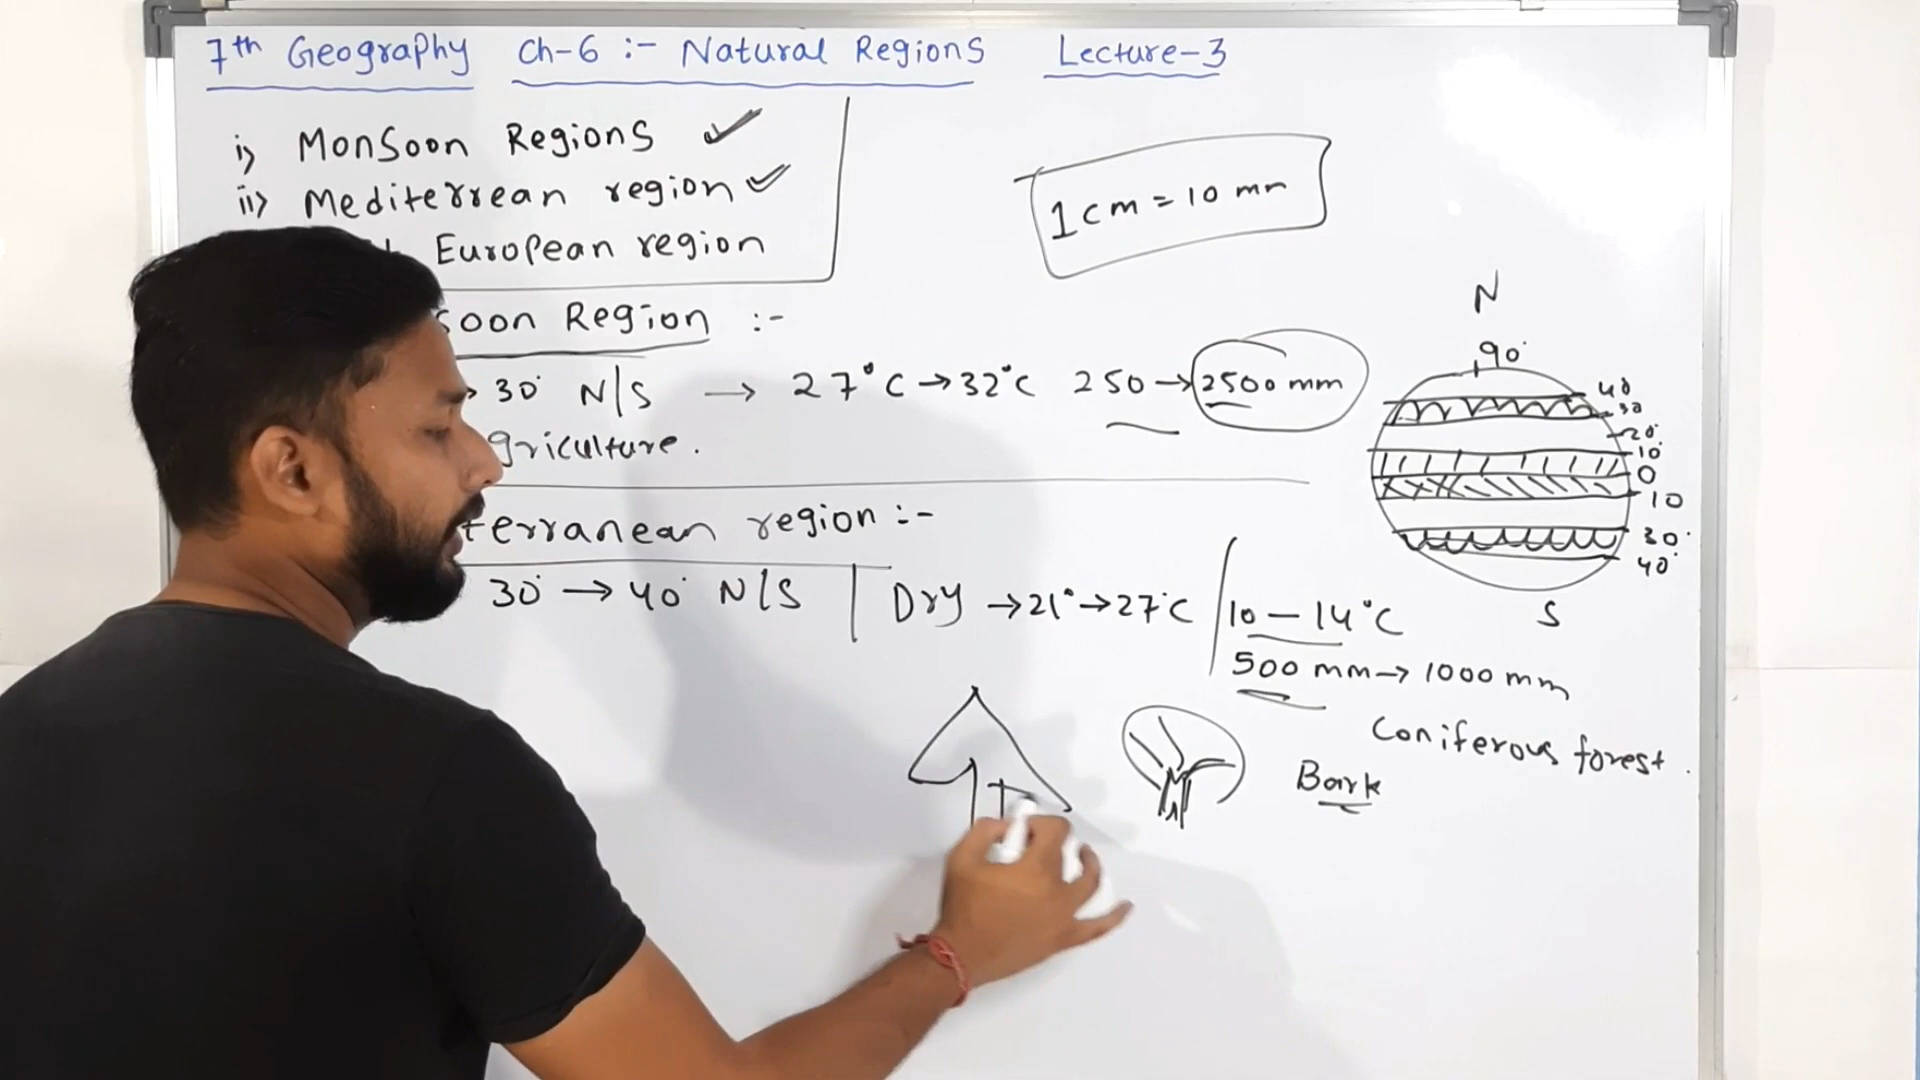 7th Geography Ch-6 :- Natural Regions Lecture-3
i) Monsoon Regions ✓
ii) Mediterrean region ✓
European region
1 cm = 10 mm
soon Region :-
→ 30° N/S → 27°C → 32°C 250 → 2500 mm
griculture.
terranean region :-
30° → 40° N/S | Dry → 21° → 27°C / 10 – 14°C
500 mm → 1000 mm
Coniferous forest.
Bark
N
90°
40
30
20°
10°
0
10
30°
40°
S